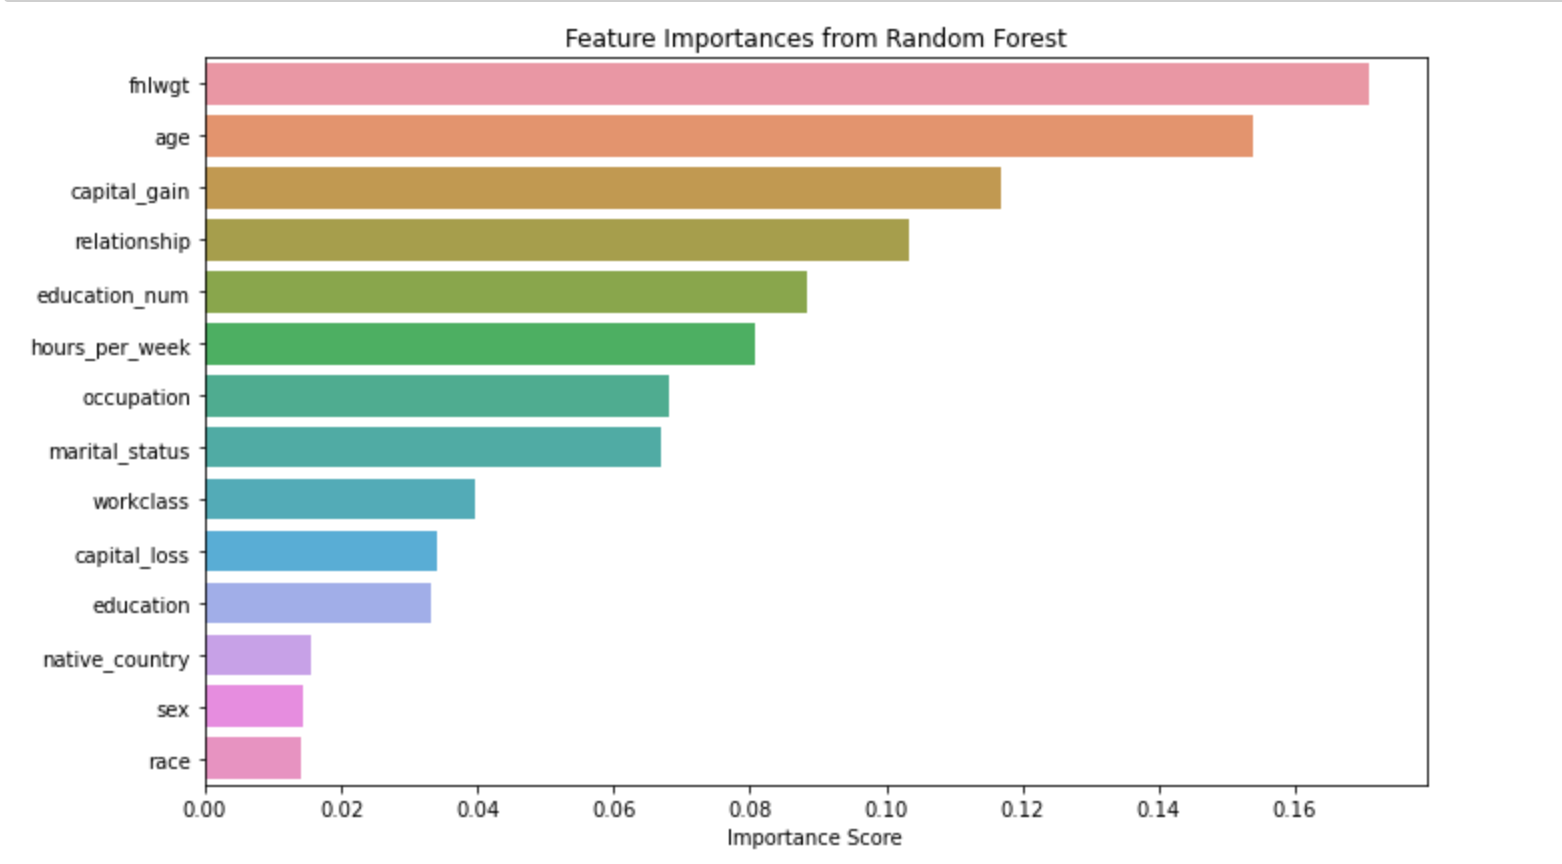 Feature Importances from Random Forest
fnlwgt
age
capital_gain
relationship
education_num
hours_per_week
occupation
marital_status
workclass
capital_loss
education
native_country
sex
race
0.00 0.02 0.04 0.06 0.08 0.10 0.12 0.14 0.16
Importance Score